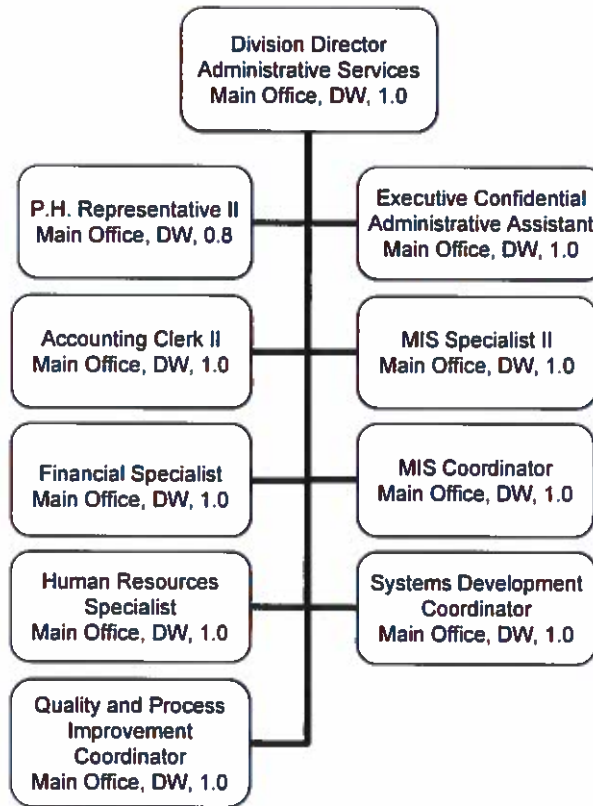 Division Director
Administrative Services
Main Office, DW, 1.0
P.H. Representative II
Main Office, DW, 0.8
Executive Confidential
Administrative Assistant
Main Office, DW, 1.0
Accounting Clerk II
Main Office, DW, 1.0
MIS Specialist II
Main Office, DW, 1.0
Financial Specialist
Main Office, DW, 1.0
MIS Coordinator
Main Office, DW, 1.0
Human Resources
Specialist
Main Office, DW, 1.0
Systems Development
Coordinator
Main Office, DW, 1.0
Quality and Process
Improvement
Coordinator
Main Office, DW, 1.0